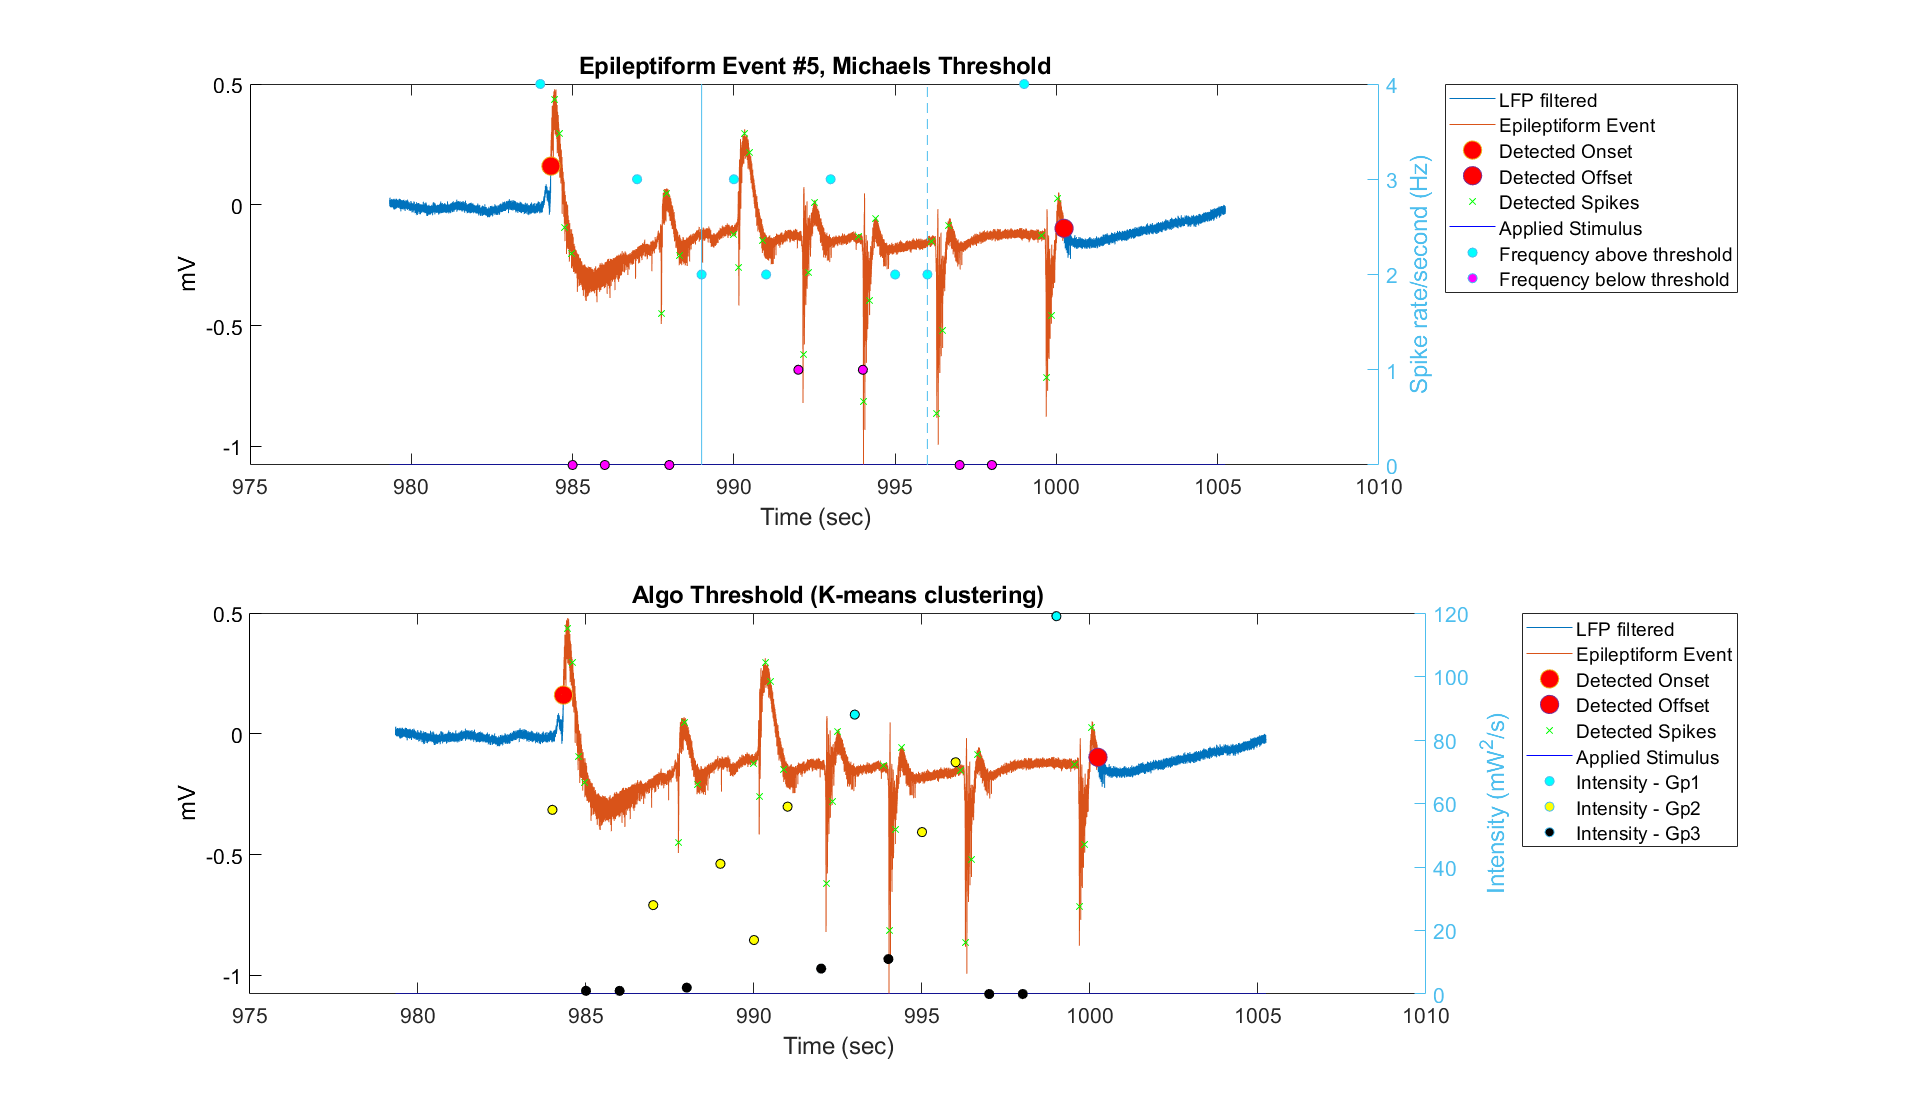 Epileptiform Event #5, Michaels Threshold
0.5
0
-0.5
-1
mV
975
980
985
990
995
1000
1005
1010
Time (sec)
4
3
2
1
0
Spike rate/second (Hz)
LFP filtered
Epileptiform Event
Detected Onset
Detected Offset
Detected Spikes
Applied Stimulus
Frequency above threshold
Frequency below threshold
Algo Threshold (K-means clustering)
0.5
0
-0.5
-1
mV
975
980
985
990
995
1000
1005
1010
Time (sec)
120
100
80
60
40
20
0
Intensity (mW²/s)
LFP filtered
Epileptiform Event
Detected Onset
Detected Offset
Detected Spikes
Applied Stimulus
Intensity - Gp1
Intensity - Gp2
Intensity - Gp3